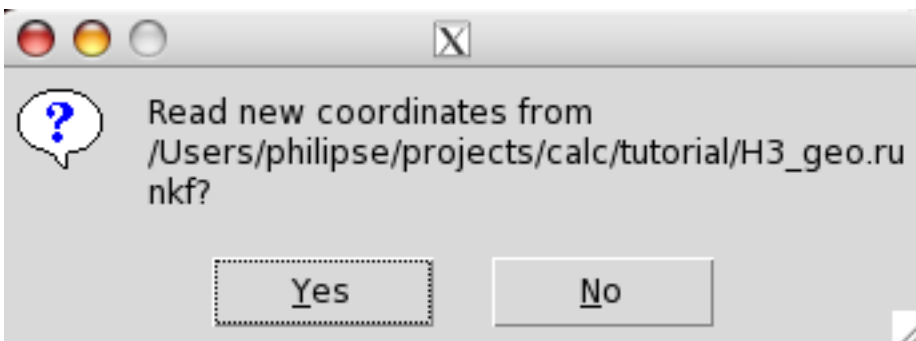 X
?
Read new coordinates from
/Users/philipse/projects/calc/tutorial/H3_geo.ru
nkf?
Yes
No